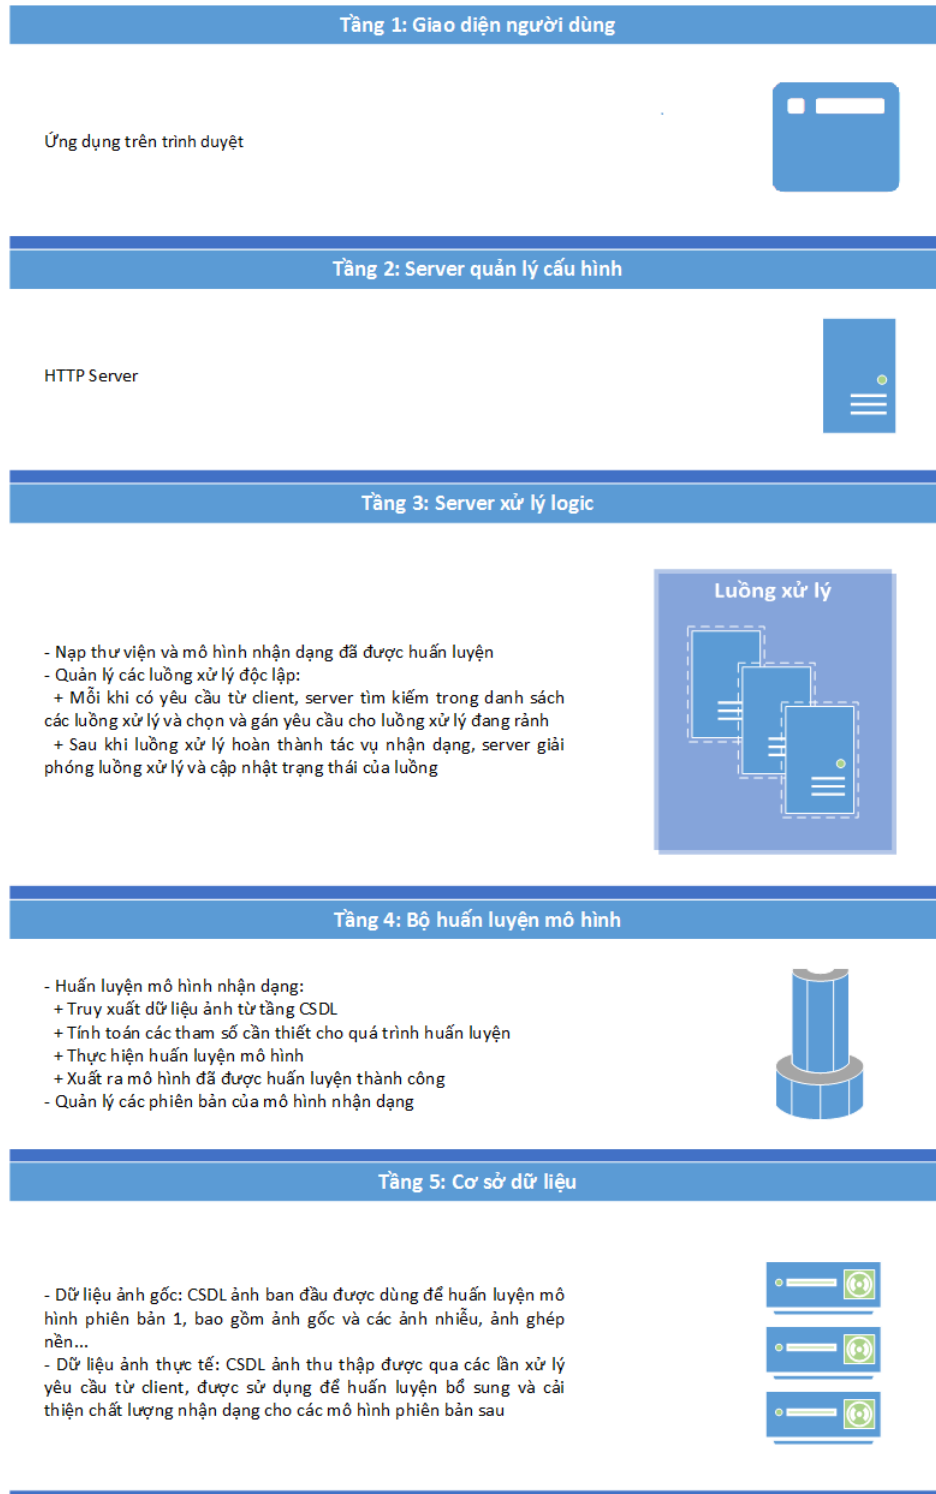 Tầng 1: Giao diện người dùng
Ứng dụng trên trình duyệt
Tầng 2: Server quản lý cấu hình
HTTP Server
Tầng 3: Server xử lý logic
Luồng xử lý
- Nạp thư viện và mô hình nhận dạng đã được huấn luyện
- Quản lý các luồng xử lý độc lập:
+ Mỗi khi có yêu cầu từ client, server tìm kiếm trong danh sách
các luồng xử lý và chọn và gán yêu cầu cho luồng xử lý đang rảnh
+ Sau khi luồng xử lý hoàn thành tác vụ nhận dạng, server giải
phóng luồng xử lý và cập nhật trạng thái của luồng
Tầng 4: Bộ huấn luyện mô hình
- Huấn luyện mô hình nhận dạng:
+ Truy xuất dữ liệu ảnh từ tầng CSDL
+ Tính toán các tham số cần thiết cho quá trình huấn luyện
+ Thực hiện huấn luyện mô hình
+ Xuất ra mô hình đã được huấn luyện thành công
- Quản lý các phiên bản của mô hình nhận dạng
Tầng 5: Cơ sở dữ liệu
- Dữ liệu ảnh gốc: CSDL ảnh ban đầu được dùng để huấn luyện mô
hình phiên bản 1, bao gồm ảnh gốc và các ảnh nhiễu, ảnh ghép
nền...
- Dữ liệu ảnh thực tế: CSDL ảnh thu thập được qua các lần xử lý
yêu cầu từ client, được sử dụng để huấn luyện bổ sung và cải
thiện chất lượng nhận dạng cho các mô hình phiên bản sau